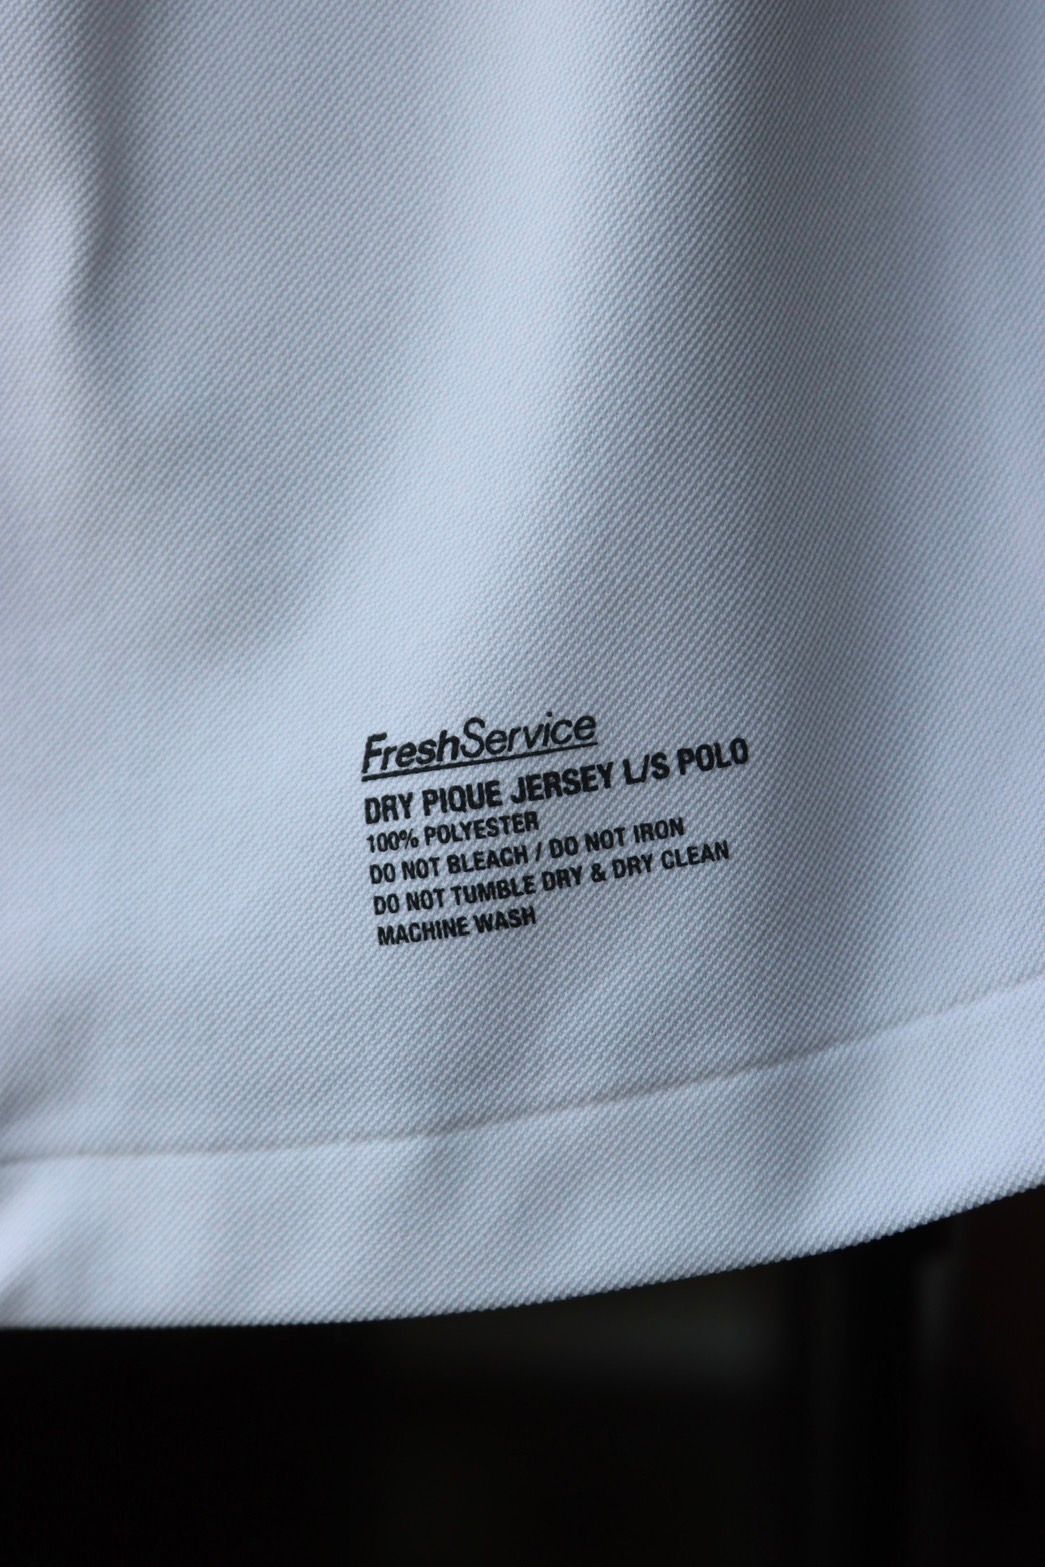 FreshService
DRY PIQUE JERSEY L/S POLO
100% POLYESTER
DO NOT BLEACH / DO NOT IRON
DO NOT TUMBLE DRY & DRY CLEAN
MACHINE WASH